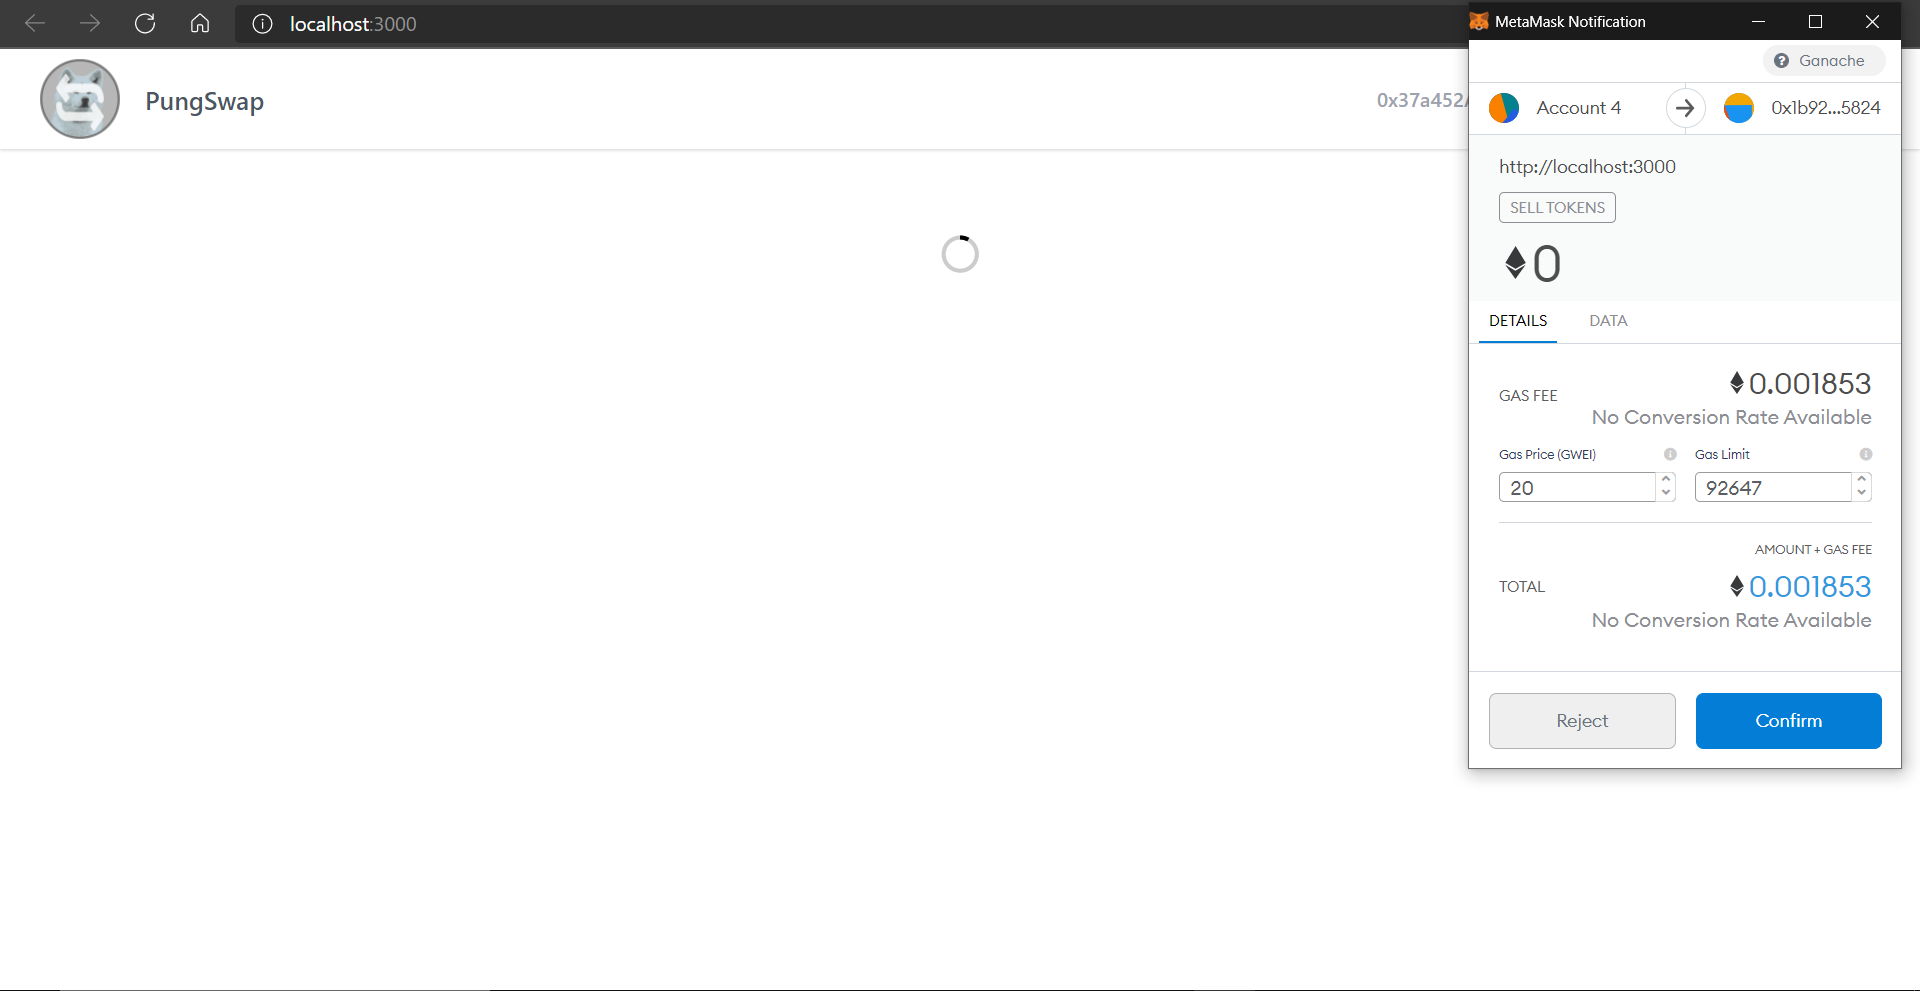 localhost:3000
PungSwap
0x37a452
MetaMask Notification
Ganache
Account 4
0x1b92...5824
http://localhost:3000
SELL TOKENS
0
DETAILS DATA
GAS FEE
0.001853
No Conversion Rate Available
Gas Price (GWEI) Gas Limit
20 92647
AMOUNT + GAS FEE
TOTAL
0.001853
No Conversion Rate Available
Reject Confirm